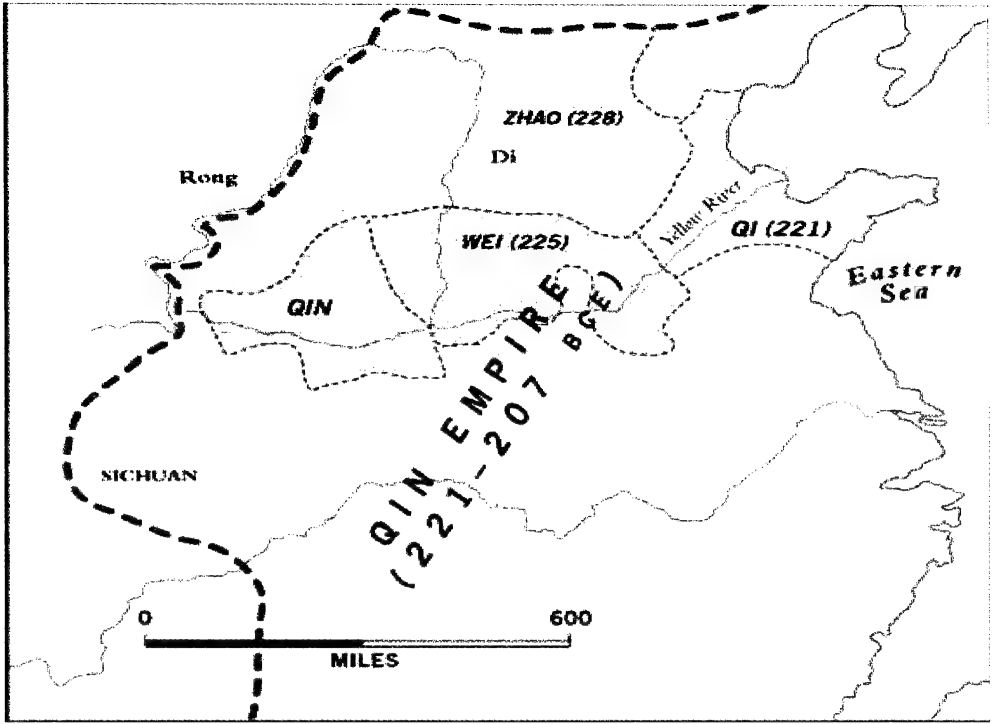 ZHAO (228)
Di
Rong
Yellow River
QI (221)
WEI (225)
Eastern
Sea
QIN
QIN EMPIRE
(221-207 BGE)
SICHUAN
0 600
MILES